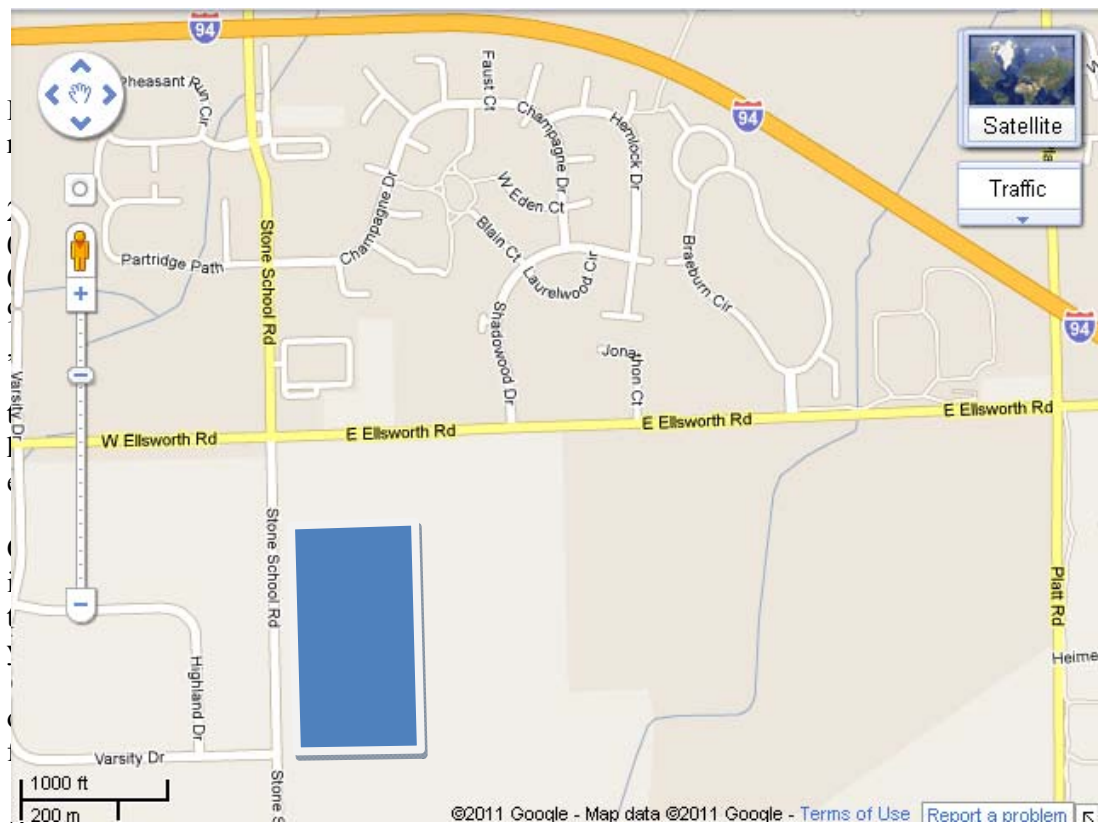 94
Pheasant Run Cir
Faust Ct
Champagne Dr
Hemlock Dr
94
Satellite
Traffic
Champagne Dr
W Eden Ct
Blain Ct
Laurelwood Cir
Braeburn Cir
Partridge Path
Stone School Rd
Shadowood Dr
Jonathon Ct
94
Varsity Dr
W Ellsworth Rd
E Ellsworth Rd
E Ellsworth Rd
E Ellsworth Rd
Stone School Rd
Platt Rd
Highland Dr
Heime
Varsity Dr
Stone S
1000 ft
200 m
©2011 Google - Map data ©2011 Google - Terms of Use
Report a problem